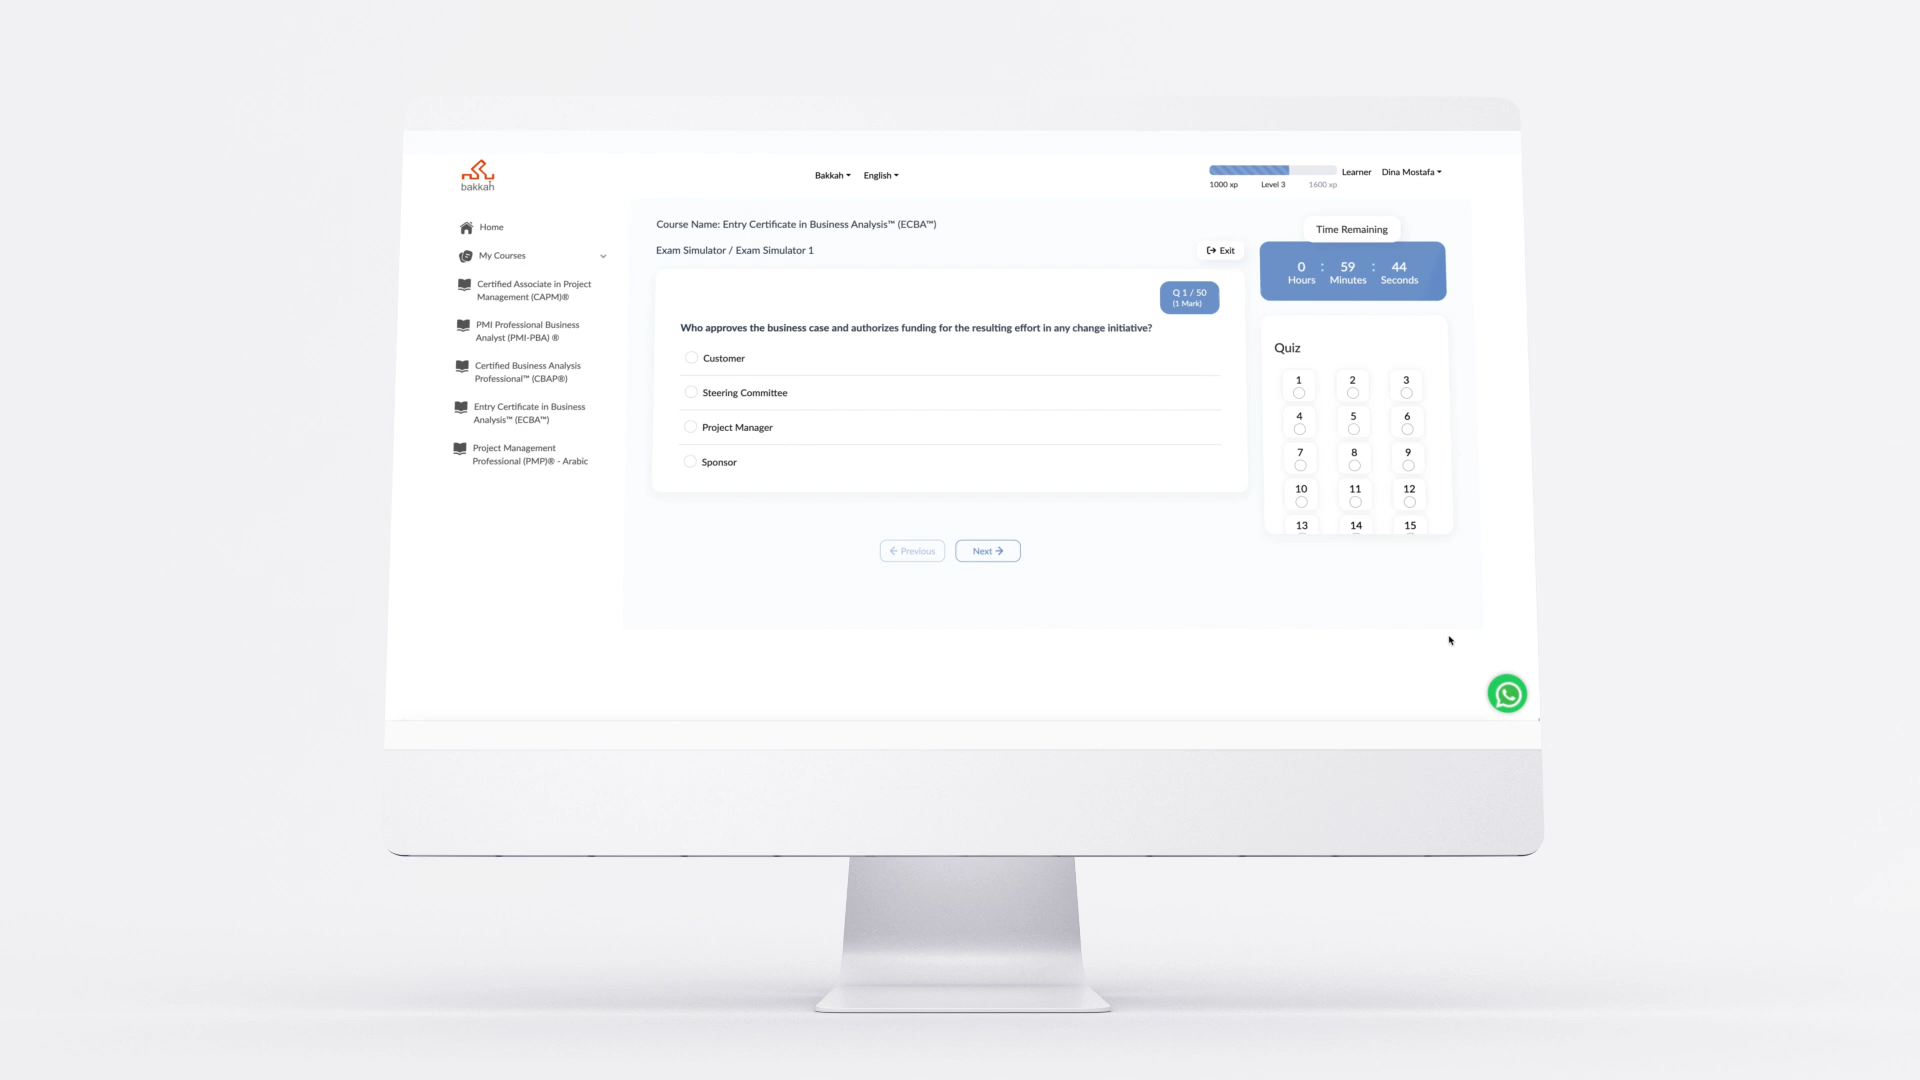 bakkah
Bakkah
English
1000 xp
Level 3
1600 xp
Learner
Dina Mostafa
Home
My Courses
Certified Associate in Project
Management (CAPM)®
PMI Professional Business
Analyst (PMI-PBA) ®
Certified Business Analysis
Professional™ (CBAP®)
Entry Certificate in Business
Analysis™ (ECBA™)
Project Management
Professional (PMP)® - Arabic
Course Name: Entry Certificate in Business Analysis™ (ECBA™)
Exam Simulator / Exam Simulator 1
Exit
Q 1 / 50
(1 Mark)
Who approves the business case and authorizes funding for the resulting effort in any change initiative?
Customer
Steering Committee
Project Manager
Sponsor
Previous
Next
Time Remaining
0 : 59 : 44
Hours Minutes Seconds
Quiz
1 2 3
4 5 6
7 8 9
10 11 12
13 14 15